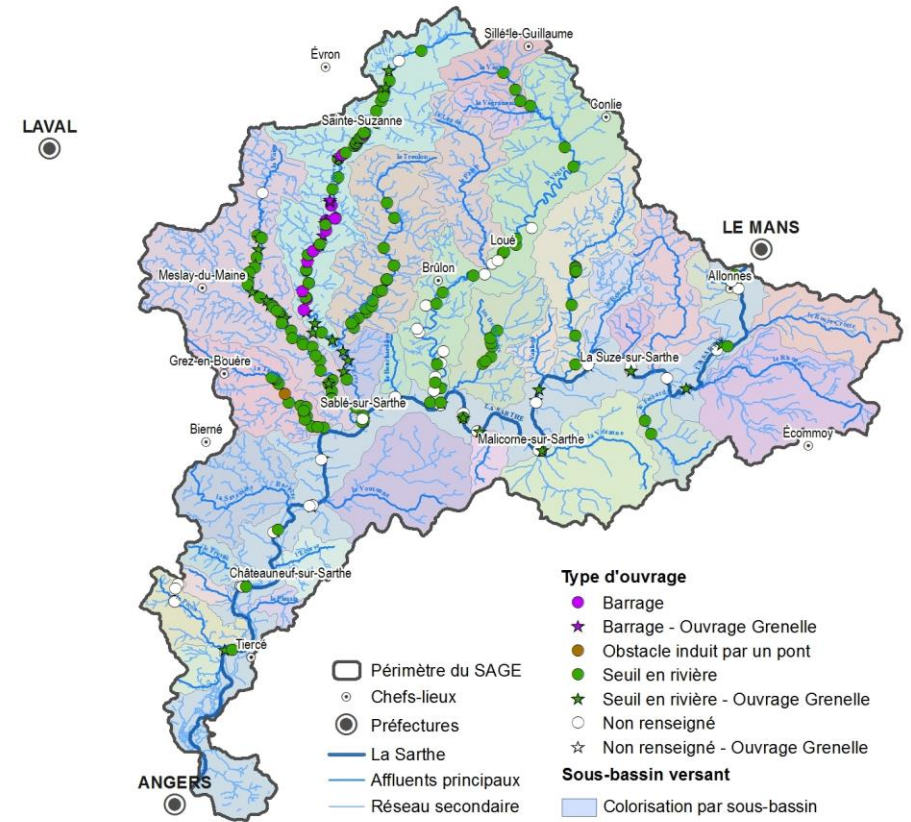 Sillé-le-Guillaume
Évron
Conlie
LAVAL
Sainte-Suzanne
LE MANS
Loué
Brûlon
Allonnes
Meslay-du-Maine
La Suze-sur-Sarthe
Grez-en-Bouère
Sablé-sur-Sarthe
LA SARTHE
Bierné
Malicorne-sur-Sarthe
Écommoy
Châteauneuf-sur-Sarthe
Tiercé
ANGERS
Périmètre du SAGE
Chefs-lieux
Préfectures
La Sarthe
Affluents principaux
Réseau secondaire
Type d'ouvrage
Barrage
Barrage - Ouvrage Grenelle
Obstacle induit par un pont
Seuil en rivière
Seuil en rivière - Ouvrage Grenelle
Non renseigné
Non renseigné - Ouvrage Grenelle
Sous-bassin versant
Colorisation par sous-bassin